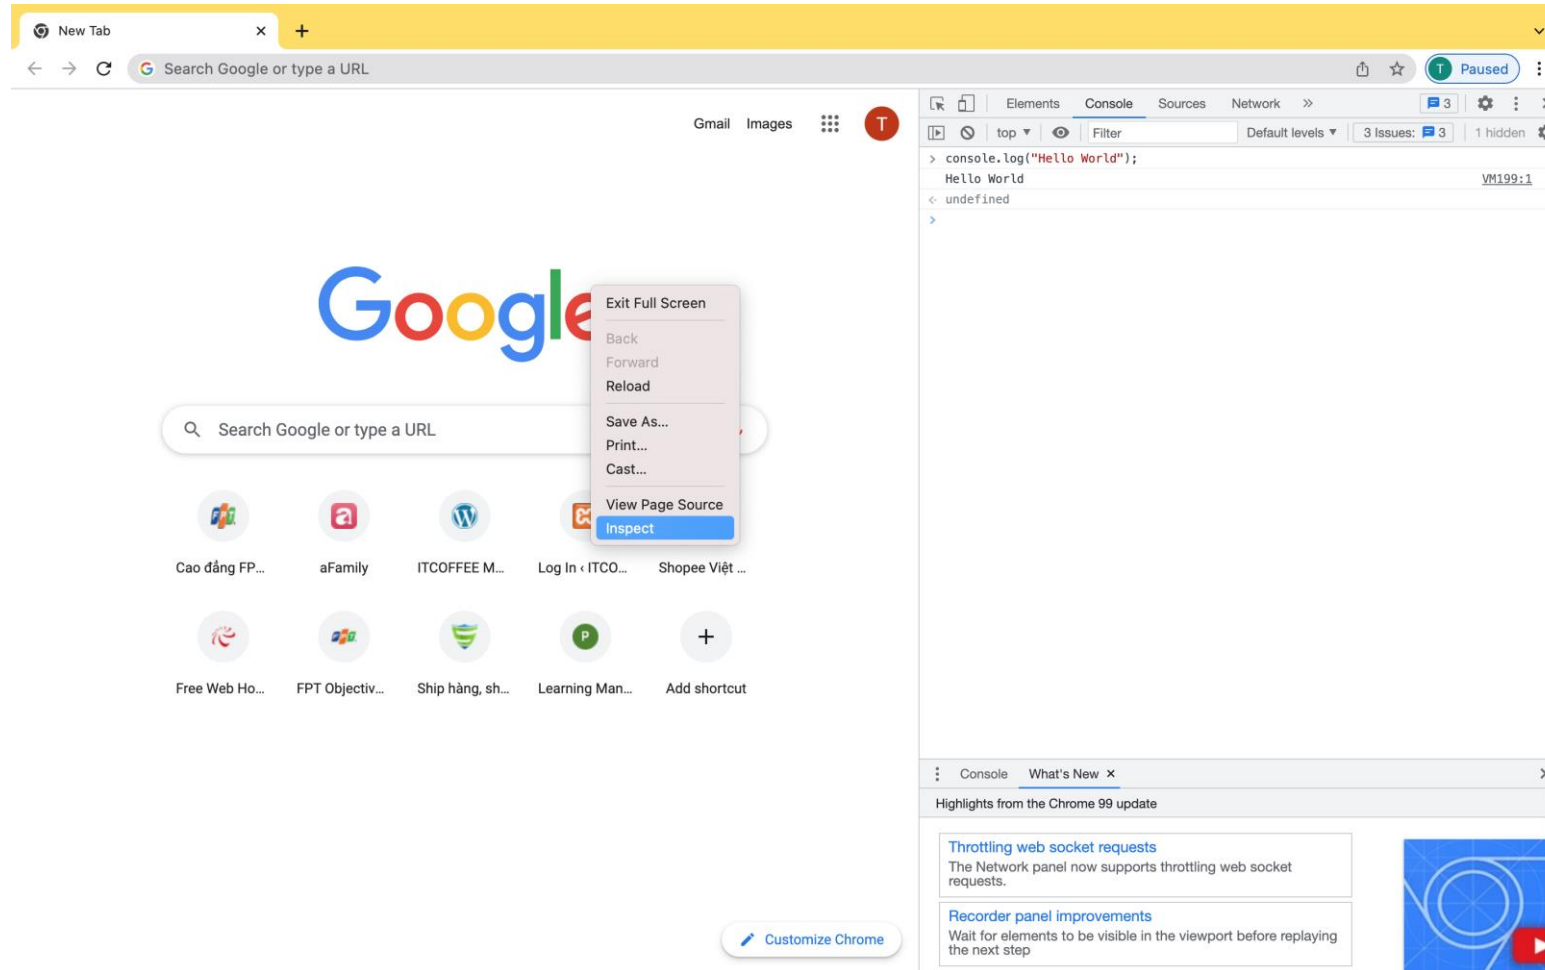 New Tab
Search Google or type a URL
Paused
T
Gmail Images
T
Google
Exit Full Screen
Back
Forward
Reload
Save As...
Print...
Cast...
View Page Source
Inspect
Search Google or type a URL
Cao đẳng FP...
aFamily
ITCOFFEE M...
Log In ‹ ITCO...
Shopee Việt ...
P
Free Web Ho...
FPT Objectiv...
Ship hàng, sh...
Learning Man...
Add shortcut
Customize Chrome
Elements Console Sources Network 3
top Filter Default levels 3 Issues: 3 1 hidden
console.log("Hello World");
Hello World VM199:1
undefined
Console What's New
Highlights from the Chrome 99 update
Throttling web socket requests
The Network panel now supports throttling web socket
requests.
Recorder panel improvements
Wait for elements to be visible in the viewport before replaying
the next step